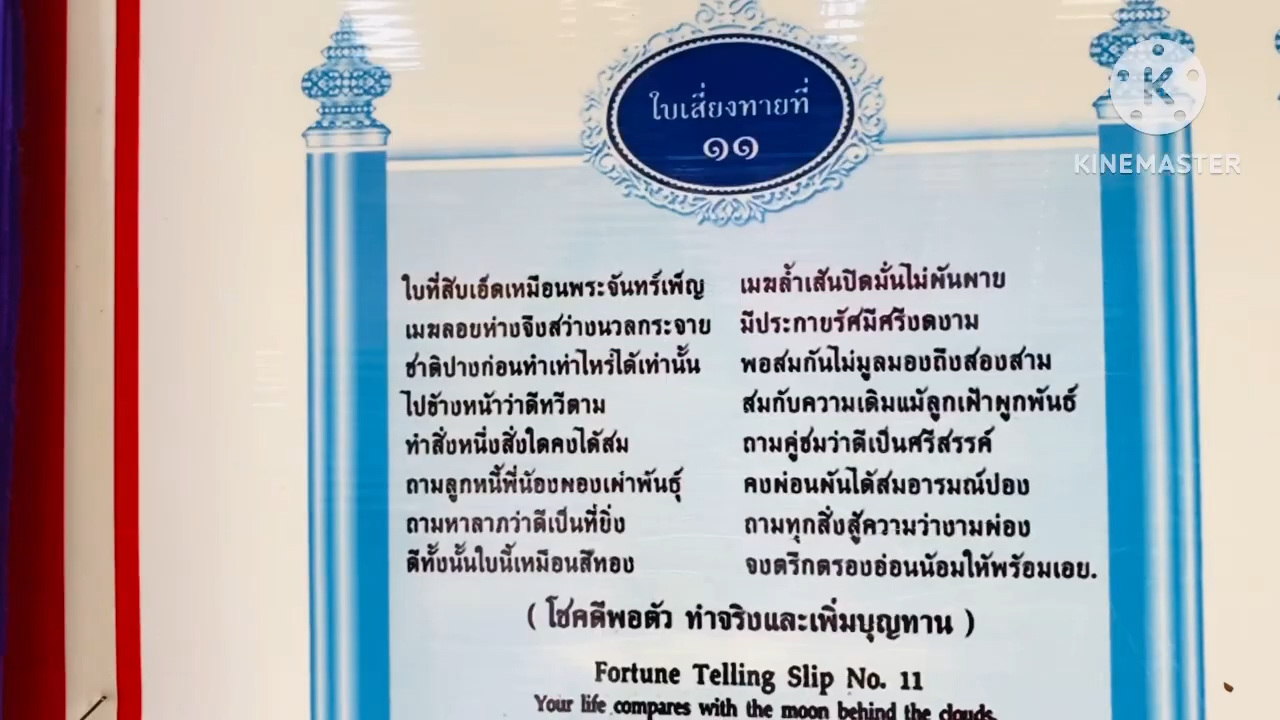 ใบเสี่ยงทายที่
๑๑
KINEMASTER
ใบที่สิบเอ็ดเหมือนพระจันทร์เพ็ญ เมฆล้ำเส้นปิดมั่นไม่ผันผาย
เมฆลอยห่างจึงสว่างนวลกระจาย มีประกายรัศมีศรีงดงาม
ชาติปางก่อนทำเท่าไหร่ได้เท่านั้น พอสมกันไม่มูลมองถึงสองสาม
ไปข้างหน้าว่าดีทวีตาม สมกับความเดิมแม้ลูกเฝ้าผูกพันธ์
ทำสิ่งหนึ่งสิ่งใดคงได้สม ถามคู่ชมว่าดีเป็นศรีสรรค์
ถามลูกหนี้พี่น้องพองเผ่าพันธุ์ คงผ่อนผันได้สมอารมณ์ปอง
ถามหาลาภว่าดีเป็นที่ยิ่ง ถามทุกสิ่งสู้ความว่างามผ่อง
ดีทั้งนั้นใบนี้เหมือนสีทอง จงตรึกตรองอ่อนน้อมให้พร้อมเอย.
( โชคดีพอตัว ทำจริงและเพิ่มบุญทาน )
Fortune Telling Slip No. 11
Your life compares with the moon behind the clouds.